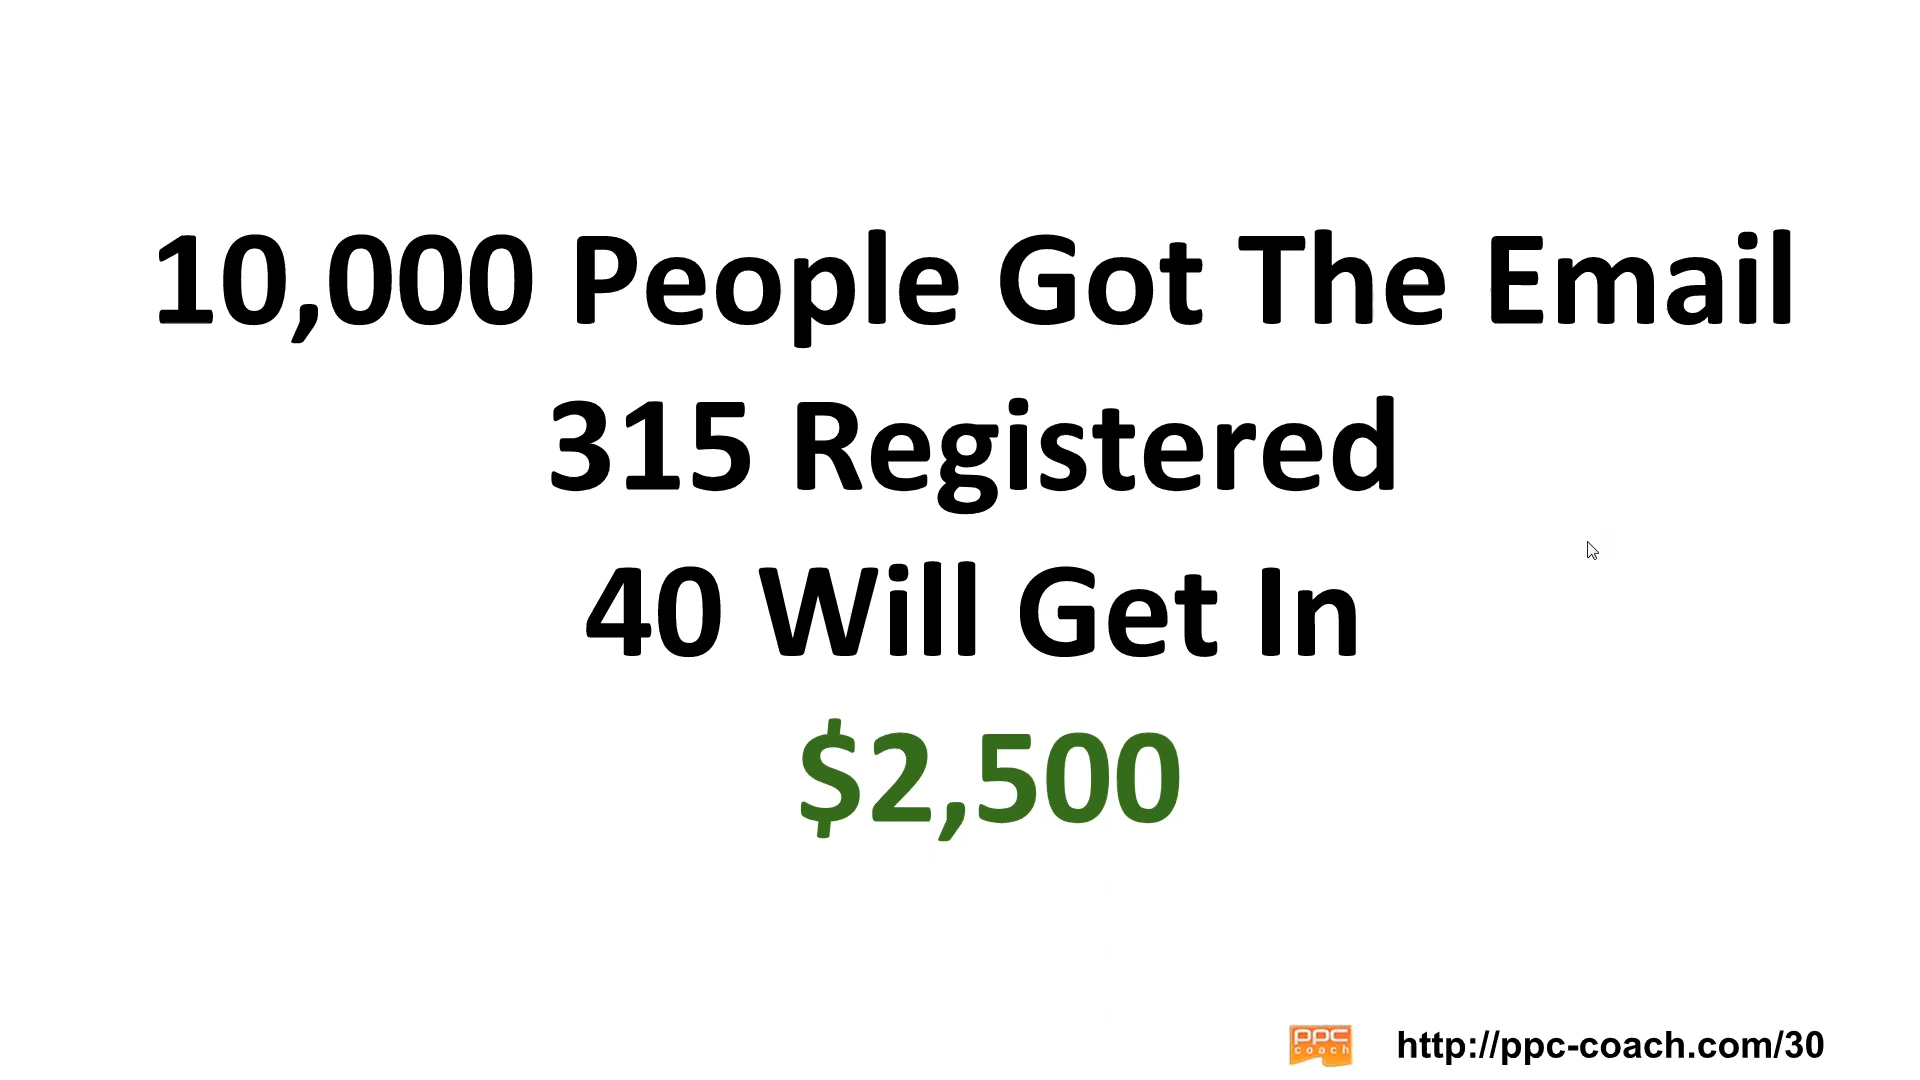 10,000 People Got The Email
315 Registered
40 Will Get In
$2,500
ppc
coach
http://ppc-coach.com/30